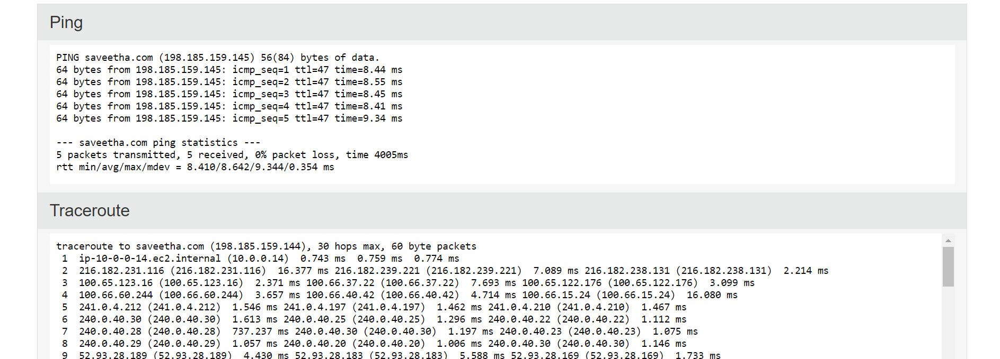 Ping
PING saveetha.com (198.185.159.145) 56(84) bytes of data.
64 bytes from 198.185.159.145: icmp_seq=1 ttl=47 time=8.44 ms
64 bytes from 198.185.159.145: icmp_seq=2 ttl=47 time=8.55 ms
64 bytes from 198.185.159.145: icmp_seq=3 ttl=47 time=8.45 ms
64 bytes from 198.185.159.145: icmp_seq=4 ttl=47 time=8.41 ms
64 bytes from 198.185.159.145: icmp_seq=5 ttl=47 time=9.34 ms
--- saveetha.com ping statistics ---
5 packets transmitted, 5 received, 0% packet loss, time 4005ms
rtt min/avg/max/mdev = 8.410/8.642/9.344/0.354 ms
Traceroute
traceroute to saveetha.com (198.185.159.144), 30 hops max, 60 byte packets
1  ip-10-0-0-14.ec2.internal (10.0.0.14)  0.743 ms  0.759 ms  0.774 ms
2  216.182.231.116 (216.182.231.116)  16.377 ms 216.182.239.221 (216.182.239.221)  7.089 ms 216.182.238.131 (216.182.238.131)  2.214 ms
3  100.65.123.16 (100.65.123.16)  2.371 ms 100.66.37.22 (100.66.37.22)  7.693 ms 100.65.122.176 (100.65.122.176)  3.099 ms
4  100.66.60.244 (100.66.60.244)  3.657 ms 100.66.40.42 (100.66.40.42)  4.714 ms 100.66.15.24 (100.66.15.24)  16.080 ms
5  241.0.4.212 (241.0.4.212)  1.546 ms 241.0.4.197 (241.0.4.197)  1.462 ms 241.0.4.210 (241.0.4.210)  1.467 ms
6  240.0.40.30 (240.0.40.30)  1.613 ms 240.0.40.25 (240.0.40.25)  1.296 ms 240.0.40.22 (240.0.40.22)  1.112 ms
7  240.0.40.28 (240.0.40.28)  737.237 ms 240.0.40.30 (240.0.40.30)  1.197 ms 240.0.40.23 (240.0.40.23)  1.075 ms
8  240.0.40.29 (240.0.40.29)  1.057 ms 240.0.40.20 (240.0.40.20)  1.006 ms 240.0.40.30 (240.0.40.30)  1.146 ms
9  52.93.28.189 (52.93.28.189)  4.430 ms 52.93.28.183 (52.93.28.183)  5.588 ms 52.93.28.169 (52.93.28.169)  1.733 ms